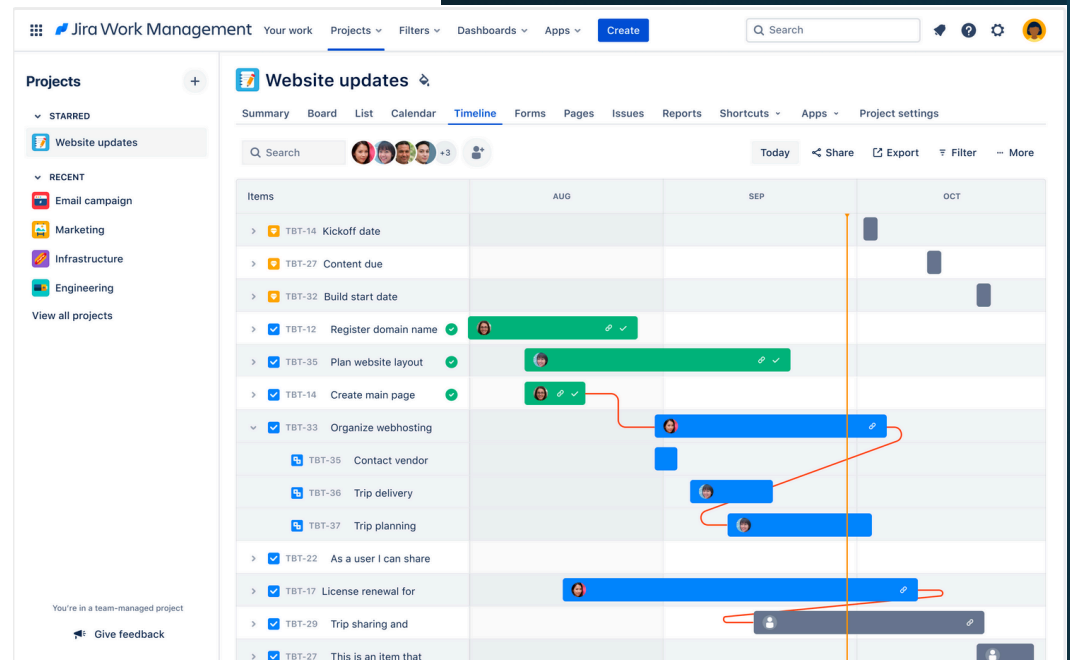 Jira Work Management Your work Projects Filters Dashboards Apps Create Search
Projects
STARRED
Website updates
RECENT
Email campaign
Marketing
Infrastructure
Engineering
View all projects
You're in a team-managed project
Give feedback
Website updates
Summary Board List Calendar Timeline Forms Pages Issues Reports Shortcuts Apps Project settings
Search +3 Today Share Export Filter More
Items AUG SEP OCT
TBT-14 Kickoff date
TBT-27 Content due
TBT-32 Build start date
TBT-12 Register domain name
TBT-35 Plan website layout
TBT-14 Create main page
TBT-33 Organize webhosting
TBT-35 Contact vendor
TBT-36 Trip delivery
TBT-37 Trip planning
TBT-22 As a user I can share
TBT-17 License renewal for
TBT-29 Trip sharing and
TBT-27 This is an item that